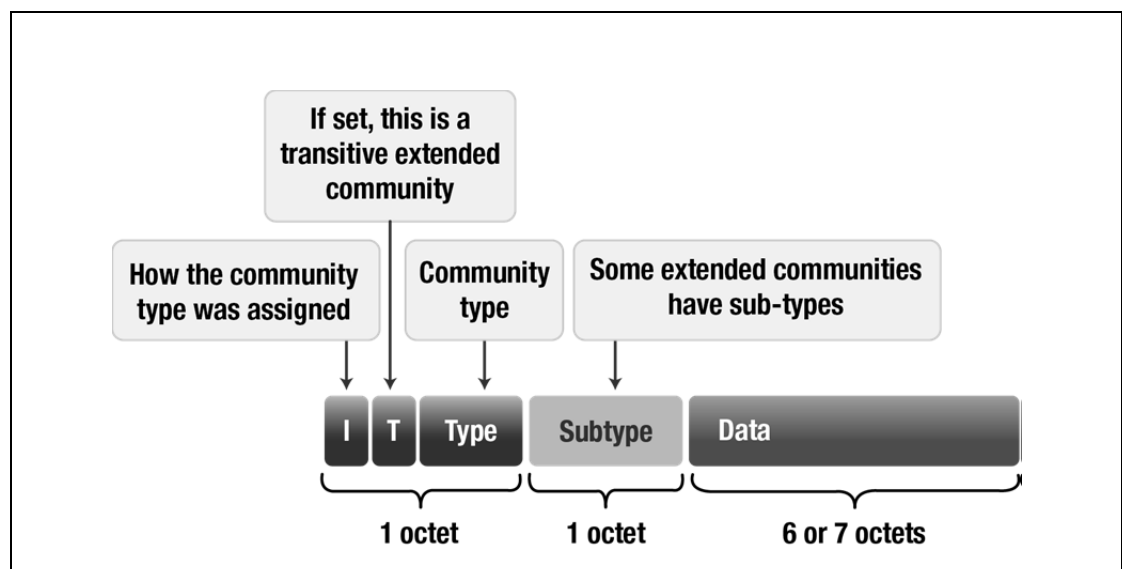 If set, this is a
transitive extended
community
How the community
type was assigned
Community
type
Some extended communities
have sub-types
I
T
Type
Subtype
Data
1 octet
1 octet
6 or 7 octets